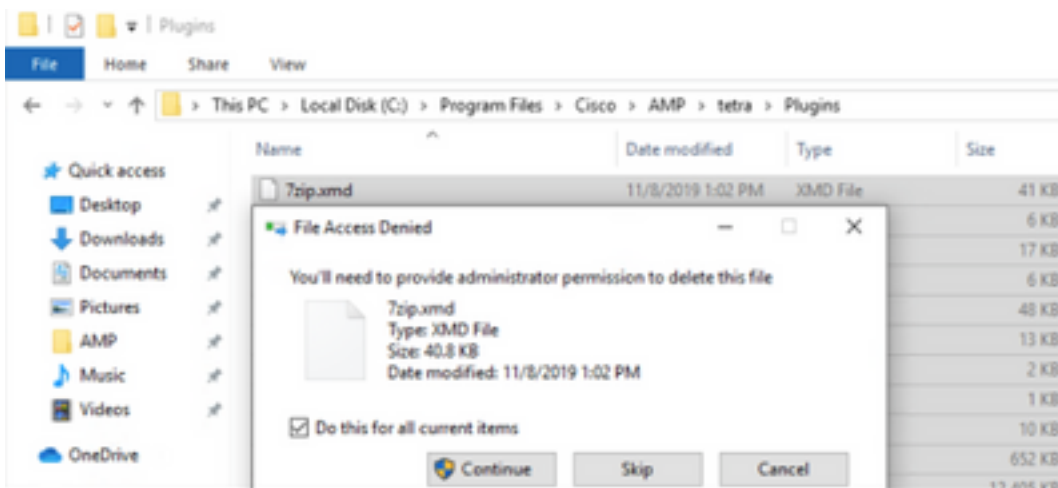 Plugins
File Home Share View
This PC > Local Disk (C:) > Program Files > Cisco > AMP > tetra > Plugins
Name Date modified Type Size
Quick access
7zip.xmd 11/8/2019 1:02 PM XMD File 41 KB
Desktop
6 KB
File Access Denied
Downloads
17 KB
You'll need to provide administrator permission to delete this file
Documents
6 KB
7zip.xmd
Pictures
48 KB
Type: XMD File
Size: 40.8 KB
AMP
13 KB
Date modified: 11/8/2019 1:02 PM
Music
2 KB
Videos
1 KB
Do this for all current items
10 KB
OneDrive
652 KB
Continue Skip Cancel
12,495 KB